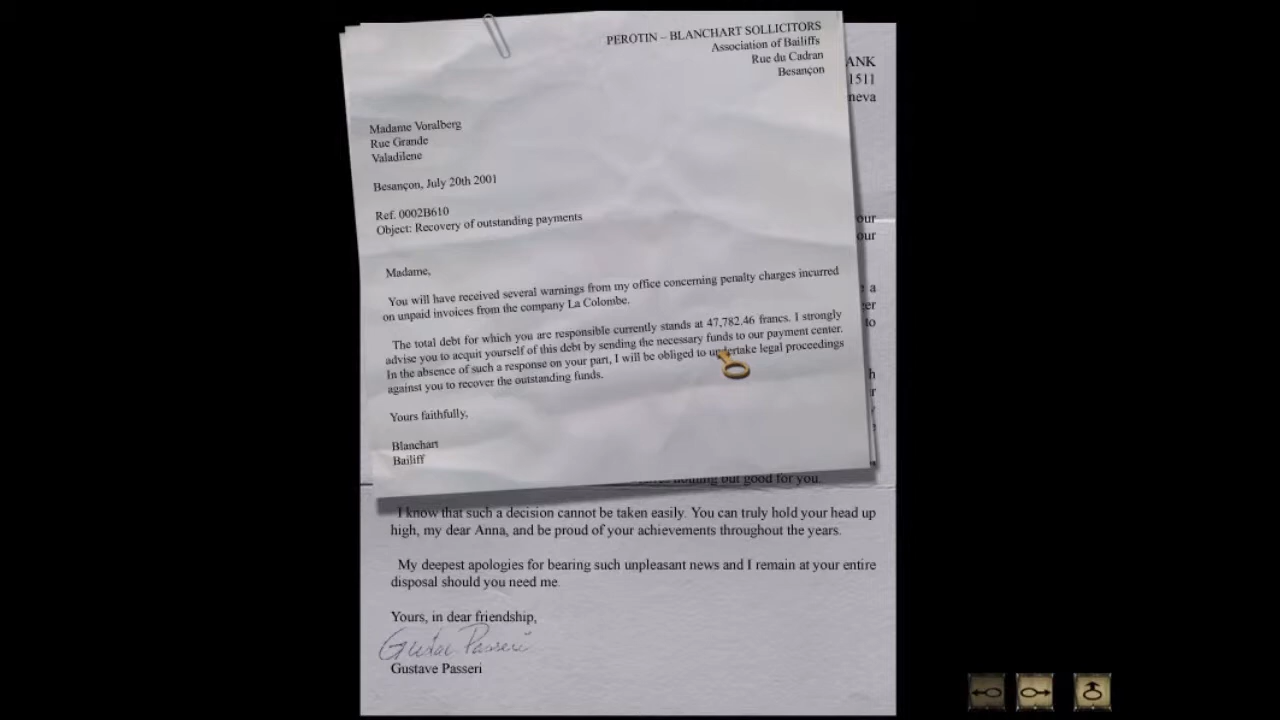 PEROTIN – BLANCHART SOLLICITORS
Association of Bailiffs
Rue du Cadran
Besançon
ANK
1511
neva
Madame Voralberg
Rue Grande
Valadilene
Besançon, July 20th 2001
Ref. 0002B610
Object: Recovery of outstanding payments
our
our
Madame,
You will have received several warnings from my office concerning penalty charges incurred
on unpaid invoices from the company La Colombe.
a
er
to
The total debt for which you are responsible currently stands at 47,782.46 francs. I strongly
advise you to acquit yourself of this debt by sending the necessary funds to our payment center.
In the absence of such a response on your part, I will be obliged to undertake legal proceedings
against you to recover the outstanding funds.
h
r
Yours faithfully,
Blanchart
Bailiff
nothing but good for you.
I know that such a decision cannot be taken easily. You can truly hold your head up
high, my dear Anna, and be proud of your achievements throughout the years.
My deepest apologies for bearing such unpleasant news and I remain at your entire
disposal should you need me.
Yours, in dear friendship,
Gustave Passeri
Gustave Passeri